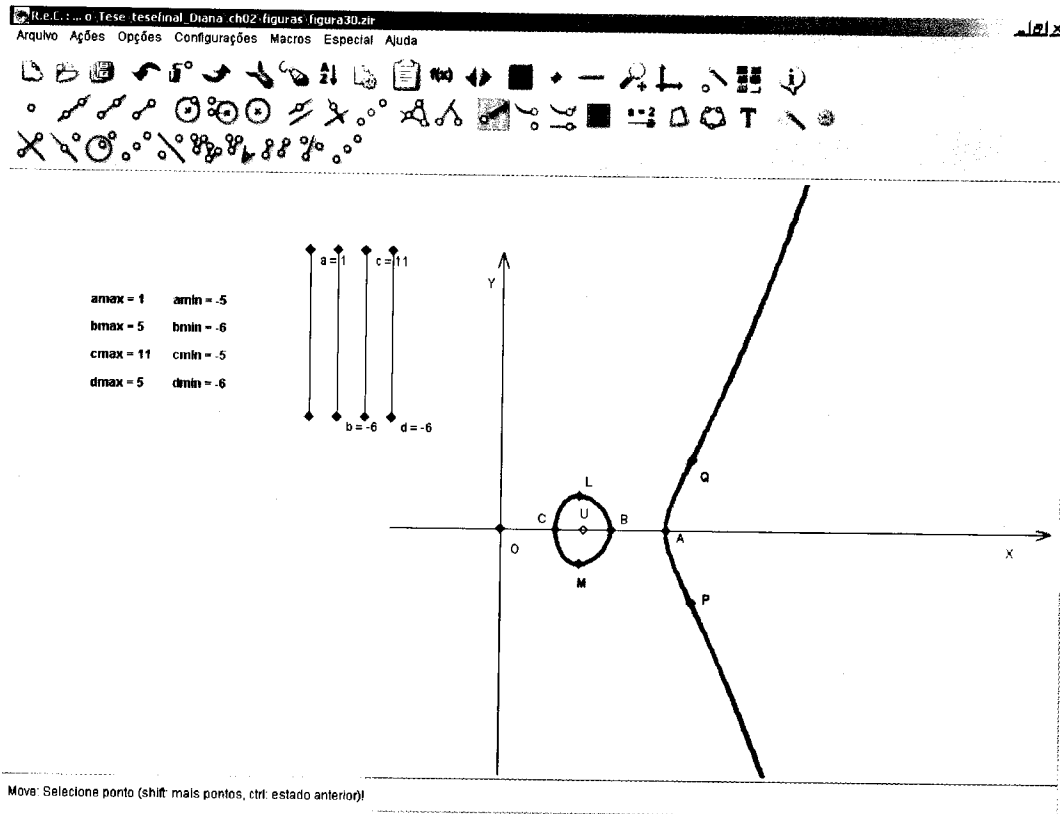 R.e.C. : ... o Tese tesefinal_Diana ch02 figuras figura30.zir
Arquivo Ações Opções Configurações Macros Especial Ajuda
A
Z
f(x)
a = 2
T
a = 1 c = 11
amax = 1 amin = -5
bmax = 5 bmin = -6
cmax = 11 cmin = -5
dmax = 5 dmin = -6
b = -6 d = -6
Y
Q
L
U
C B
O A X
M P
Move: Selecione ponto (shift: mais pontos, ctrl: estado anterior)!